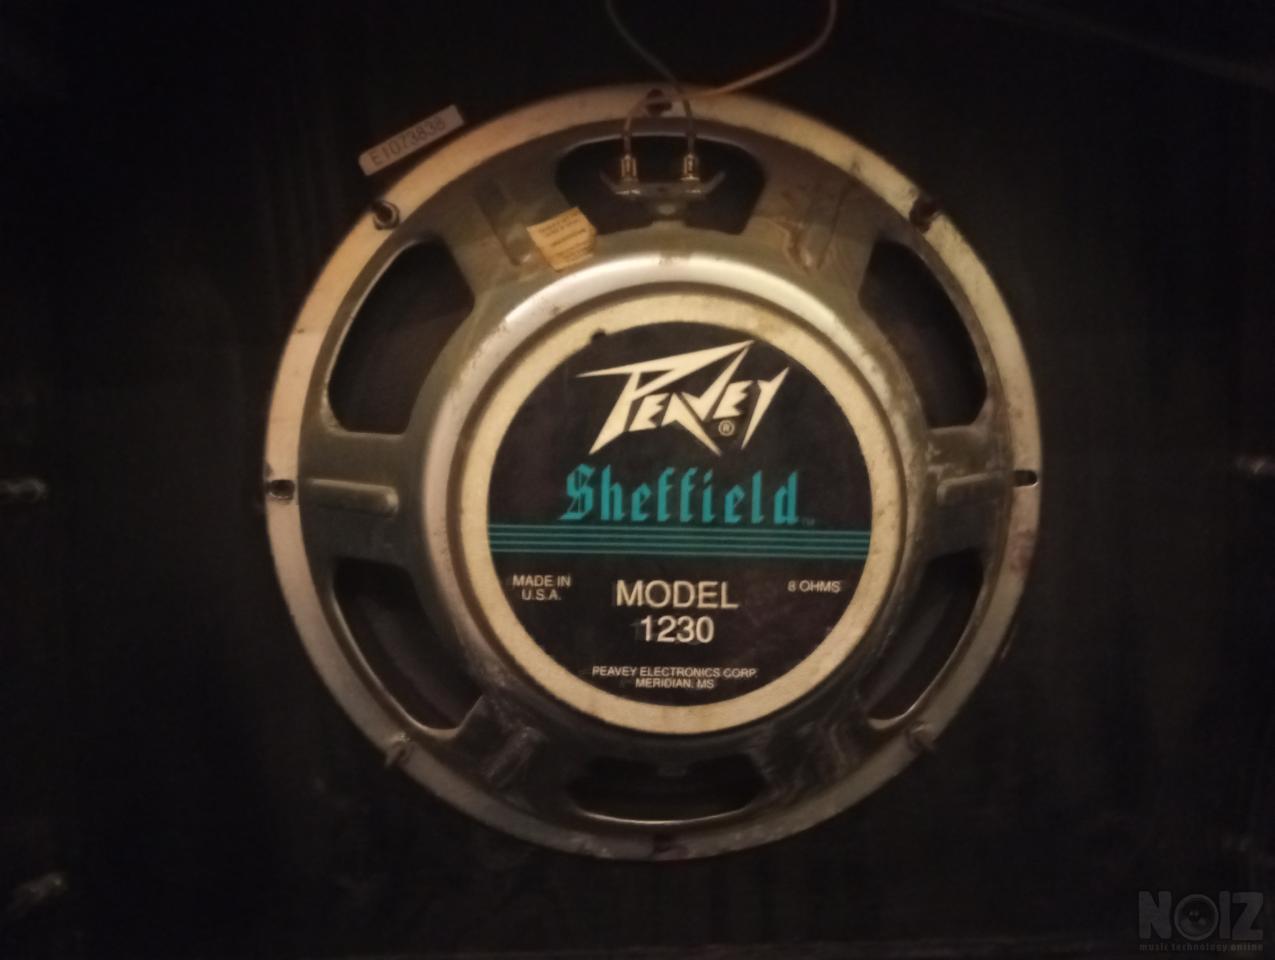 E1073838
PEAVEY
®
Sheffield
TM
MADE IN
U.S.A.
8 OHMS
MODEL
1230
PEAVEY ELECTRONICS CORP.
MERIDIAN, MS
NOIZ
music technology online